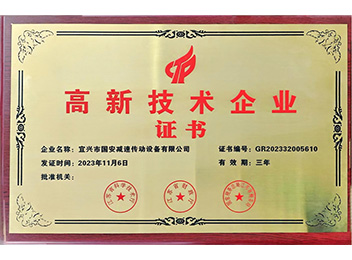 高新技术企业
证书
企业名称：宜兴市国安减速传动设备有限公司 证书编号：GR202332005610
发证时间：2023年11月6日 有 效 期：三年
批准机关：